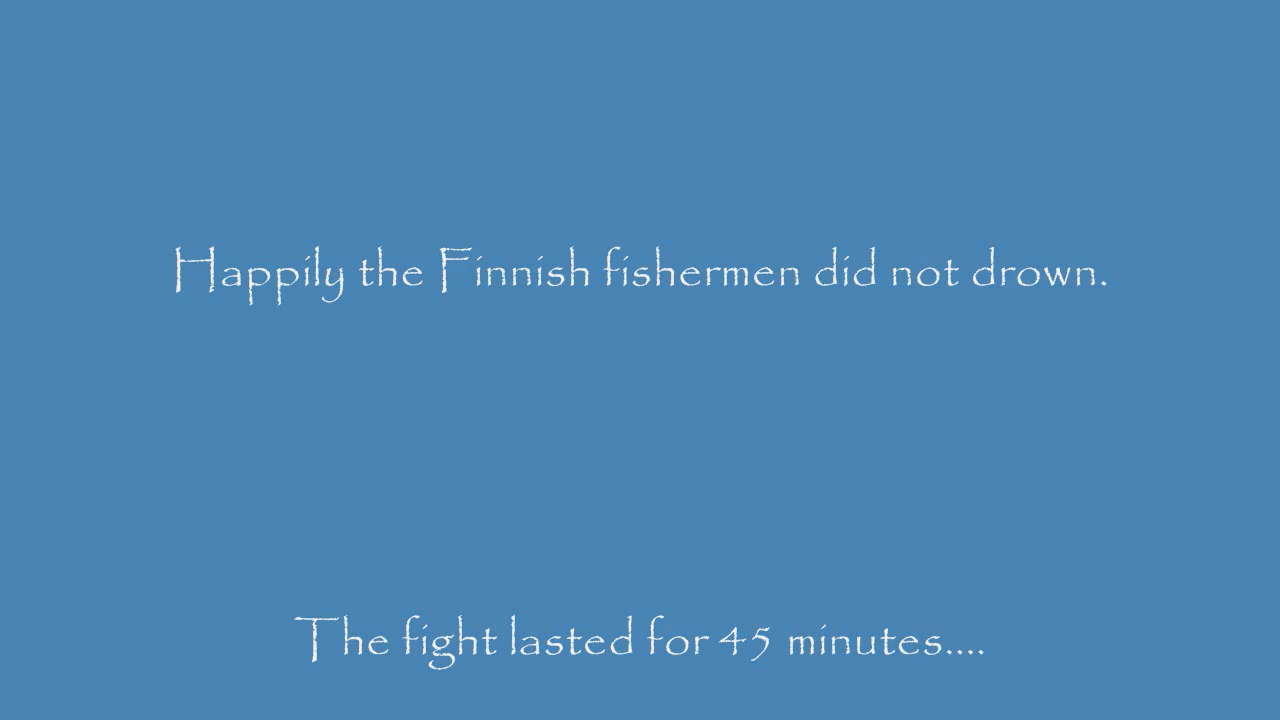 Happily the Finnish fishermen did not drown.
The fight lasted for 45 minutes....